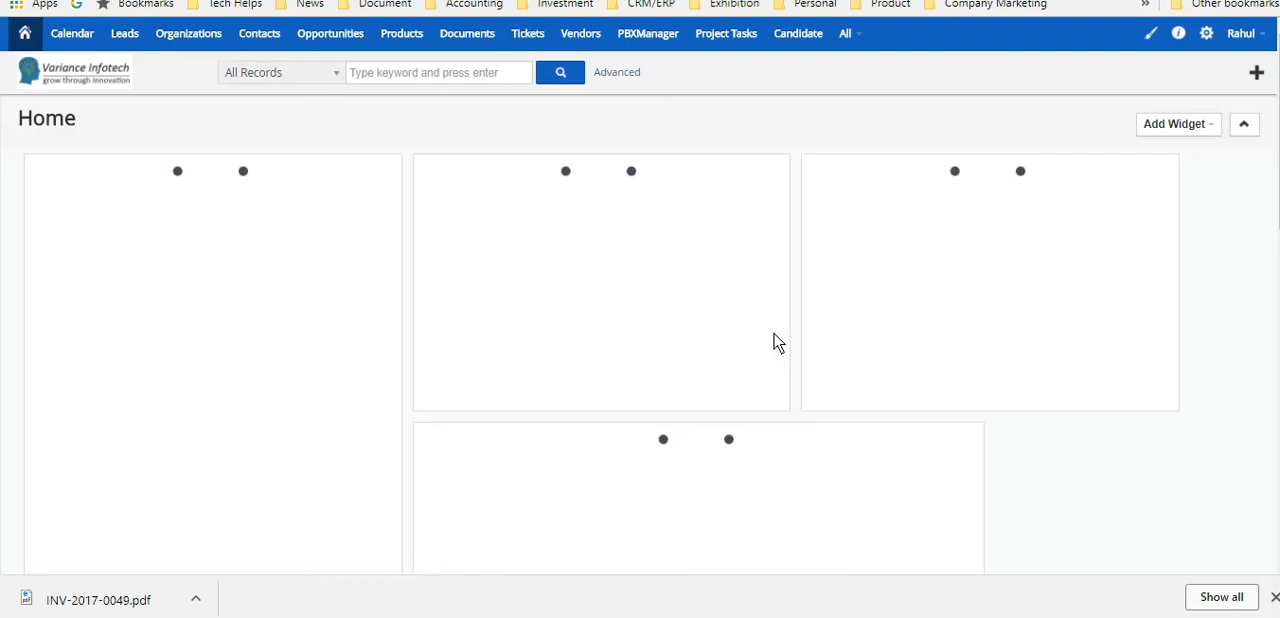 Apps Bookmarks Tech Helps News Document Accounting Investment CRM/ERP Exhibition Personal Product Company Marketing » Other bookmarks
Calendar Leads Organizations Contacts Opportunities Products Documents Tickets Vendors PBXManager Project Tasks Candidate All Rahul
Variance Infotech
grow through innovation
All Records Type keyword and press enter Advanced
Home
Add Widget
INV-2017-0049.pdf
Show all